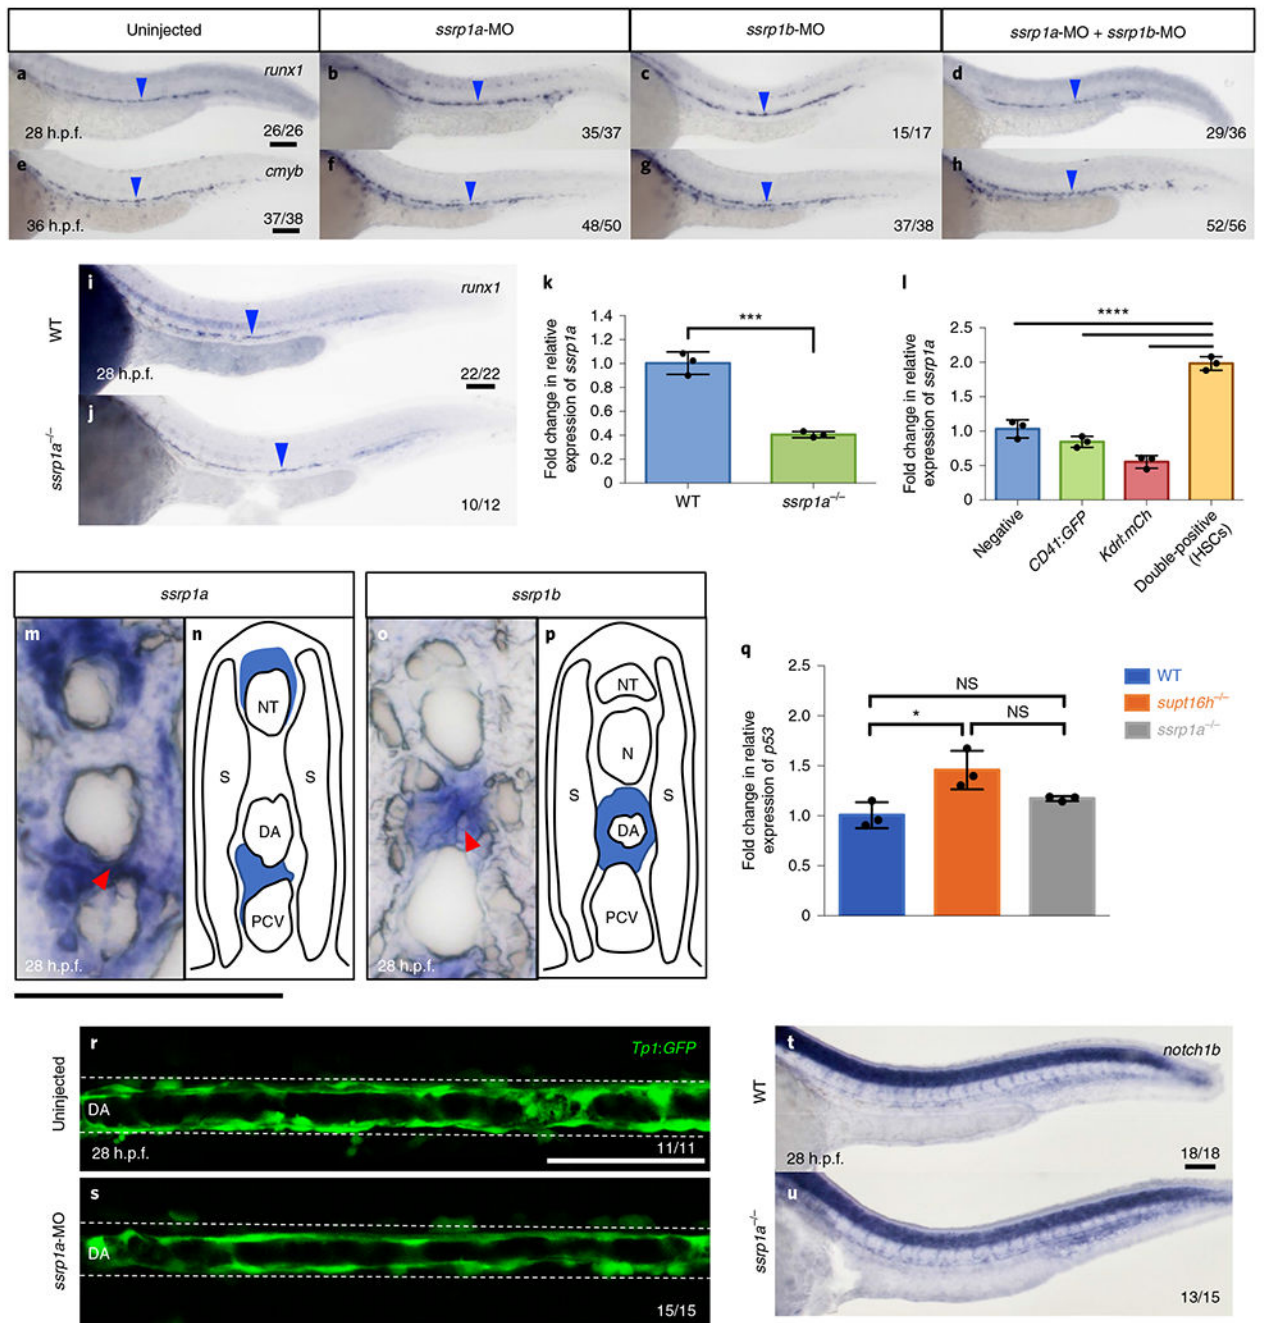 Uninjected
ssrp1a-MO
ssrp1b-MO
ssrp1a-MO + ssrp1b-MO
a
runx1
28 h.p.f.
26/26
b
35/37
c
15/17
d
29/36
e
cmyb
36 h.p.f.
37/38
f
48/50
g
37/38
h
52/56
WT
i
runx1
28 h.p.f.
22/22
ssrp1a–/–
j
10/12
k
Fold change in relative
expression of ssrp1a
1.4
1.2
1.0
0.8
0.6
0.4
0.2
0
***
WT
ssrp1a–/–
l
Fold change in relative
expression of ssrp1a
2.5
2.0
1.5
1.0
0.5
0
****
Negative
CD41:GFP
Kdrl:mCh
Double-positive
(HSCs)
ssrp1a
m
28 h.p.f.
n
NT
S
S
DA
PCV
ssrp1b
o
28 h.p.f.
p
NT
N
S
S
DA
PCV
q
Fold change in relative
expression of p53
2.5
2.0
1.5
1.0
0.5
0
NS
*
NS
WT
supt16h–/–
ssrp1a–/–
Uninjected
r
Tp1:GFP
DA
28 h.p.f.
11/11
ssrp1a-MO
s
DA
15/15
WT
t
notch1b
28 h.p.f.
18/18
ssrp1a–/–
u
13/15